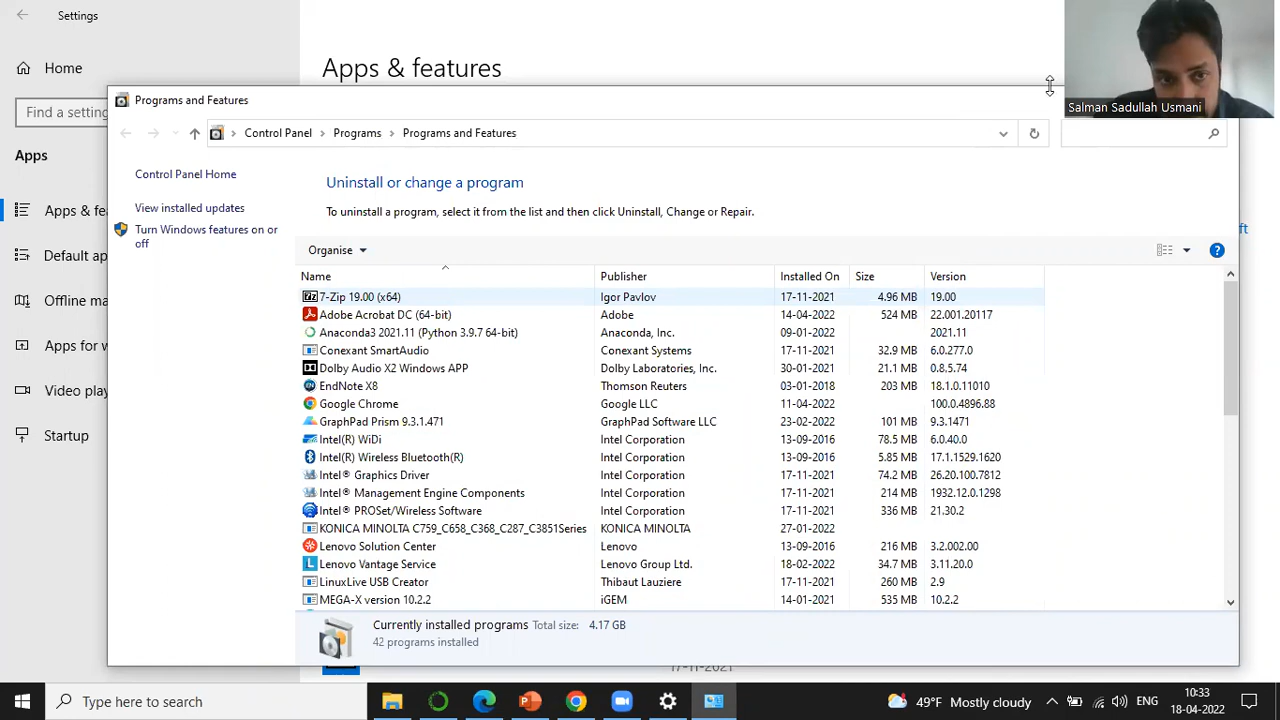 Settings
Home
Find a setting
Apps
Apps & fea
Default ap
Offline ma
Apps for w
Video play
Startup
Apps & features
Salman Sadullah Usmani
Programs and Features
Control Panel
Programs
Programs and Features
Control Panel Home
View installed updates
Turn Windows features on or
off
Uninstall or change a program
To uninstall a program, select it from the list and then click Uninstall, Change or Repair.
Organise
Name Publisher Installed On Size Version
7-Zip 19.00 (x64) Igor Pavlov 17-11-2021 4.96 MB 19.00
Adobe Acrobat DC (64-bit) Adobe 14-04-2022 524 MB 22.001.20117
Anaconda3 2021.11 (Python 3.9.7 64-bit) Anaconda, Inc. 09-01-2022 2021.11
Conexant SmartAudio Conexant Systems 17-11-2021 32.9 MB 6.0.277.0
Dolby Audio X2 Windows APP Dolby Laboratories, Inc. 30-01-2021 21.1 MB 0.8.5.74
EndNote X8 Thomson Reuters 03-01-2018 203 MB 18.1.0.11010
Google Chrome Google LLC 11-04-2022 100.0.4896.88
GraphPad Prism 9.3.1.471 GraphPad Software LLC 23-02-2022 101 MB 9.3.1471
Intel(R) WiDi Intel Corporation 13-09-2016 78.5 MB 6.0.40.0
Intel(R) Wireless Bluetooth(R) Intel Corporation 13-09-2016 5.85 MB 17.1.1529.1620
Intel® Graphics Driver Intel Corporation 17-11-2021 74.2 MB 26.20.100.7812
Intel® Management Engine Components Intel Corporation 17-11-2021 214 MB 1932.12.0.1298
Intel® PROSet/Wireless Software Intel Corporation 17-11-2021 336 MB 21.30.2
KONICA MINOLTA C759_C658_C368_C287_C3851Series KONICA MINOLTA 27-01-2022
Lenovo Solution Center Lenovo 13-09-2016 216 MB 3.2.002.00
Lenovo Vantage Service Lenovo Group Ltd. 18-02-2022 34.7 MB 3.11.20.0
LinuxLive USB Creator Thibaut Lauziere 17-11-2021 260 MB 2.9
MEGA-X version 10.2.2 iGEM 14-01-2021 535 MB 10.2.2
Currently installed programs Total size: 4.17 GB
42 programs installed
Type here to search
49°F Mostly cloudy
ENG
10:33
18-04-2022